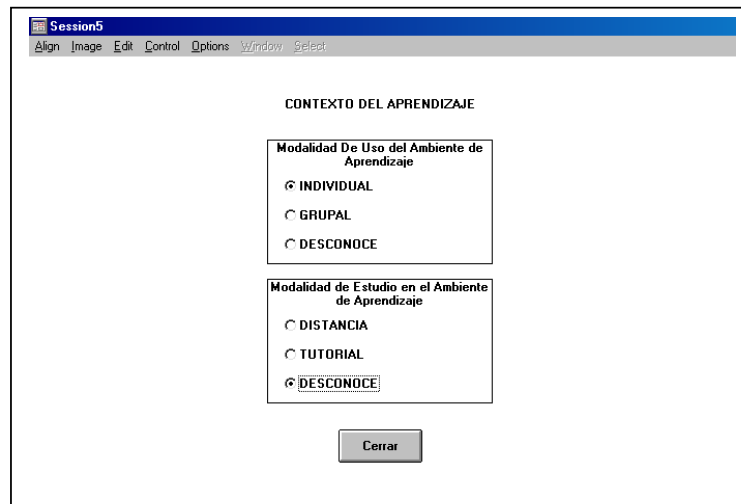 Session5
Align Image Edit Control Options Window Select
CONTEXTO DEL APRENDIZAJE
Modalidad De Uso del Ambiente de
Aprendizaje
INDIVIDUAL
GRUPAL
DESCONOCE
Modalidad de Estudio en el Ambiente
de Aprendizaje
DISTANCIA
TUTORIAL
DESCONOCE
Cerrar